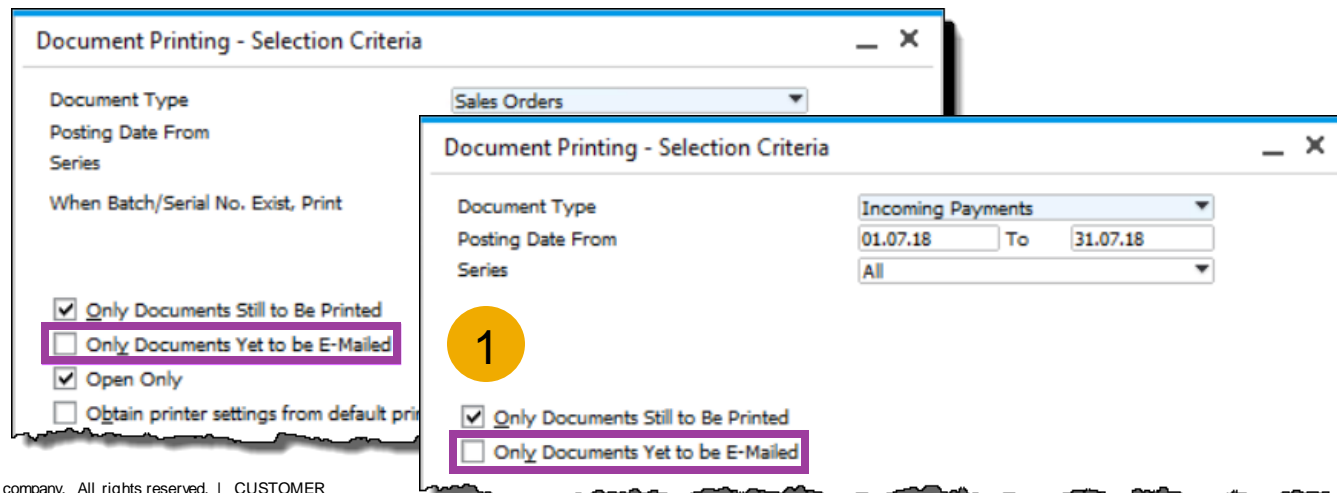 Document Printing - Selection Criteria
Document Type
Sales Orders
Posting Date From
Series
When Batch/Serial No. Exist, Print
Only Documents Still to Be Printed
Only Documents Yet to be E-Mailed
Open Only
Obtain printer settings from default
Document Printing - Selection Criteria
Document Type
Incoming Payments
Posting Date From
01.07.18
To
31.07.18
Series
All
1
Only Documents Still to Be Printed
Only Documents Yet to be E-Mailed
company. All rights reserved. | CUSTOMER